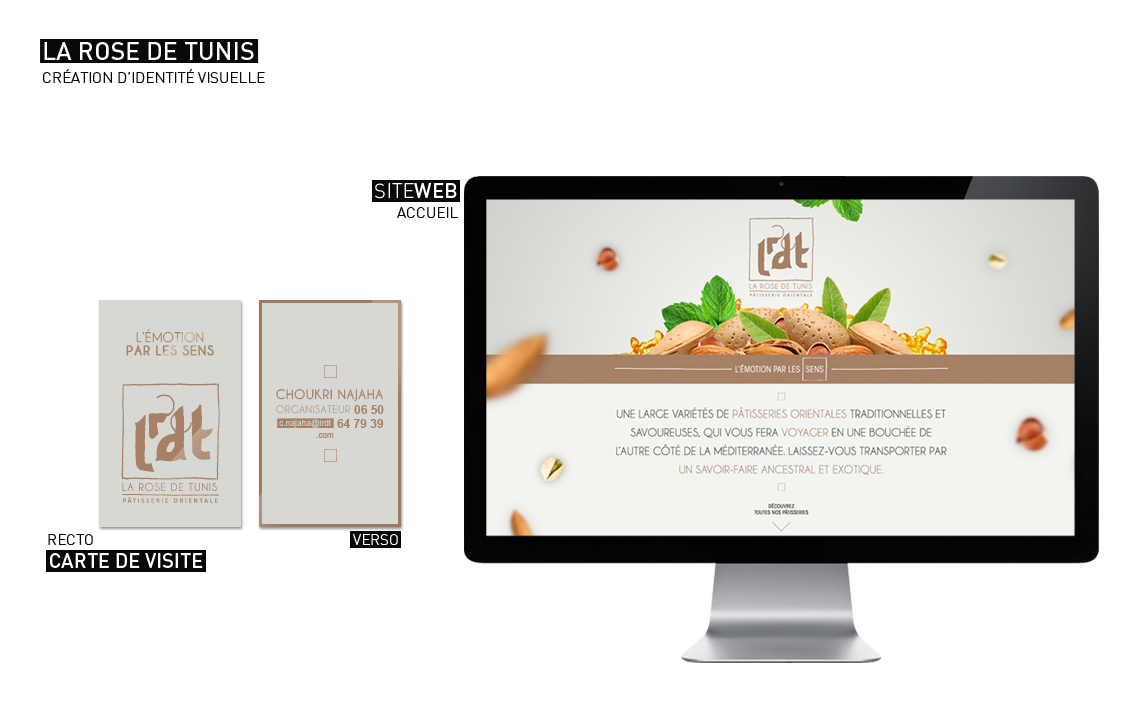 LA ROSE DE TUNIS
CRÉATION D'IDENTITÉ VISUELLE
SITEWEB
ACCUEIL
lrdt
LA ROSE DE TUNIS
PÂTISSERIE ORIENTALE
L'ÉMOTION PAR LES SENS
UNE LARGE VARIÉTÉS DE PÂTISSERIES ORIENTALES TRADITIONNELLES ET
SAVOUREUSES, QUI VOUS FERA VOYAGER EN UNE BOUCHÉE DE
L'AUTRE CÔTÉ DE LA MÉDITERRANÉE. LAISSEZ-VOUS TRANSPORTER PAR
UN SAVOIR-FAIRE ANCESTRAL ET EXOTIQUE.
DÉCOUVREZ
TOUTES NOS PÂTISSERIES
L'ÉMOTION
PAR LES SENS
lrdt
LA ROSE DE TUNIS
PÂTISSERIE ORIENTALE
CHOUKRI NAJAHA
ORGANISATEUR 06 50
c.najaha@lrdt 64 79 39
.com
RECTO
CARTE DE VISITE
VERSO